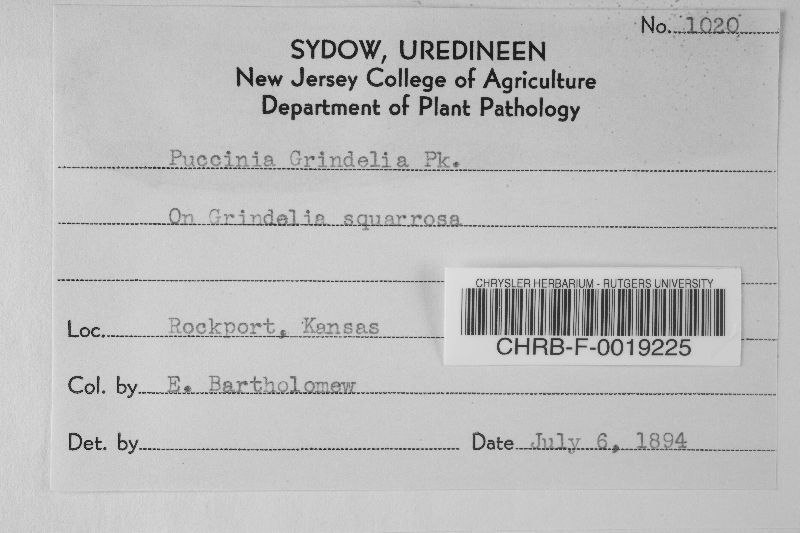 No. 1020
SYDOW, UREDINEEN
New Jersey College of Agriculture
Department of Plant Pathology
Puccinia Grindelia Pk.
On Grindelia squarrosa
CHRYSLER HERBARIUM - RUTGERS UNIVERSITY
CHRB-F-0019225
Loc. Rockport, Kansas
Col. by E. Bartholomew
Det. by
Date July 6, 1894